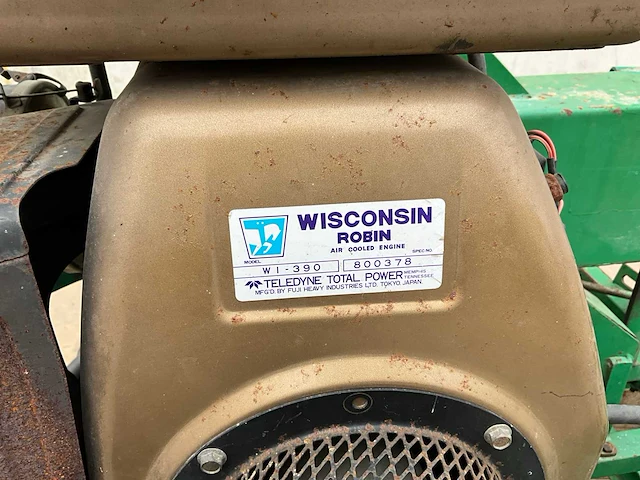 WISCONSIN
ROBIN
AIR COOLED ENGINE
MODEL SPEC NO
W1-390 800378
TELEDYNE TOTAL POWER MEMPHIS TENNESSEE
MFG'D. BY FUJI HEAVY INDUSTRIES LTD. TOKYO, JAPAN.